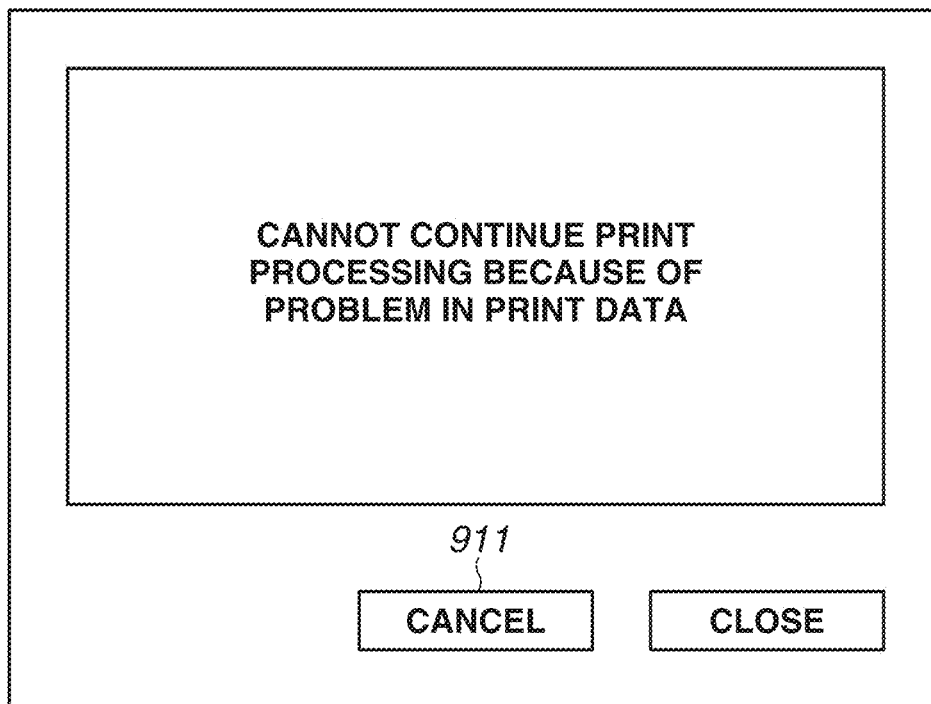 CANNOT CONTINUE PRINT
PROCESSING BECAUSE OF
PROBLEM IN PRINT DATA
911
CANCEL
CLOSE